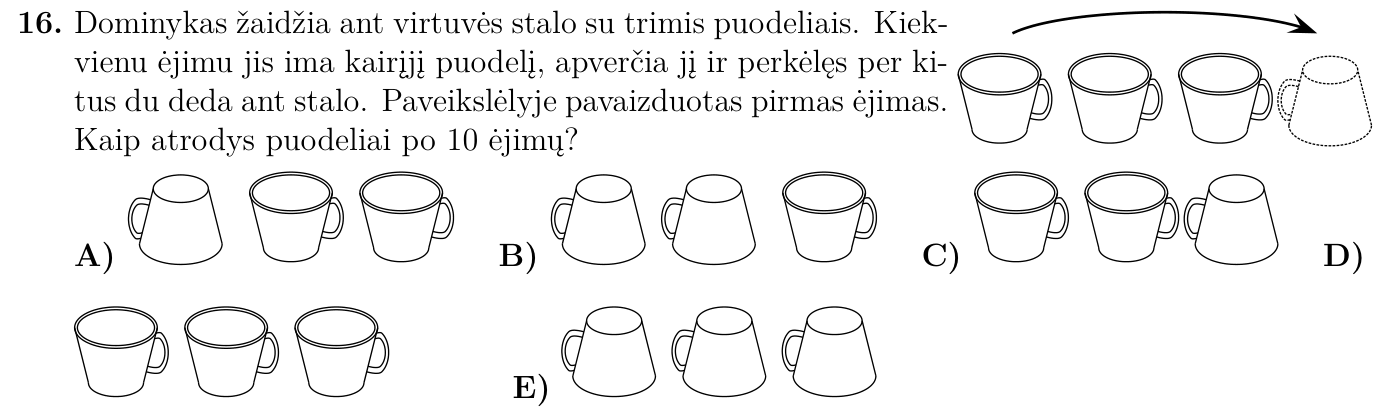 16. Dominykas žaidžia ant virtuvės stalo su trimis puodeliais. Kiek-
vienu ėjimu jis ima kairįjį puodelį, apverčia jį ir perkėlęs per ki-
tus du deda ant stalo. Paveikslėlyje pavaizduotas pirmas ėjimas.
Kaip atrodys puodeliai po 10 ėjimų?
A) B) C) D)
E)